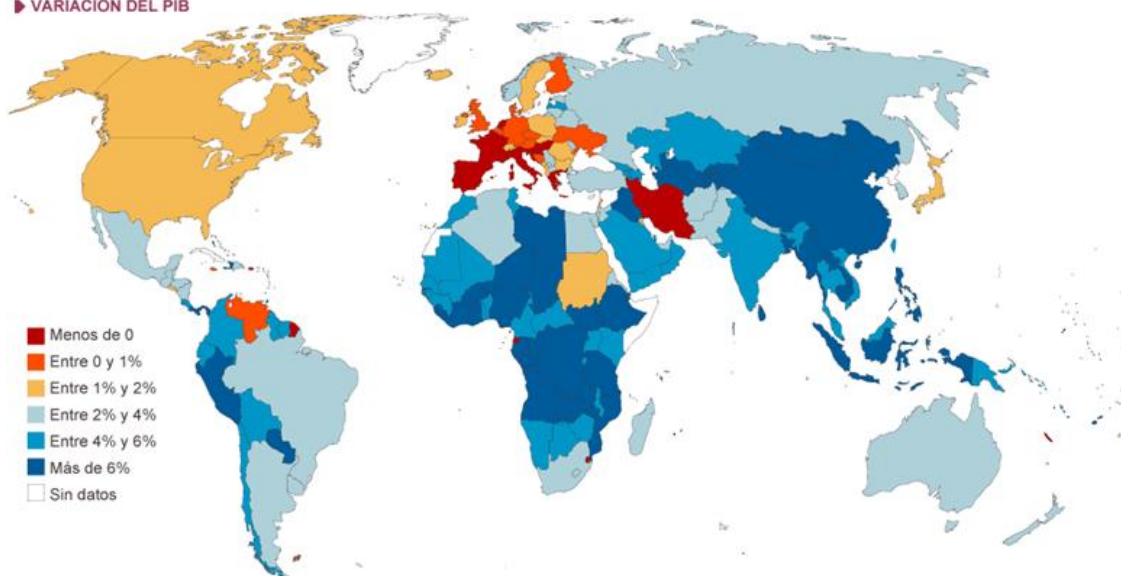 VARIACIÓN DEL PIB
Menos de 0
Entre 0 y 1%
Entre 1% y 2%
Entre 2% y 4%
Entre 4% y 6%
Más de 6%
Sin datos